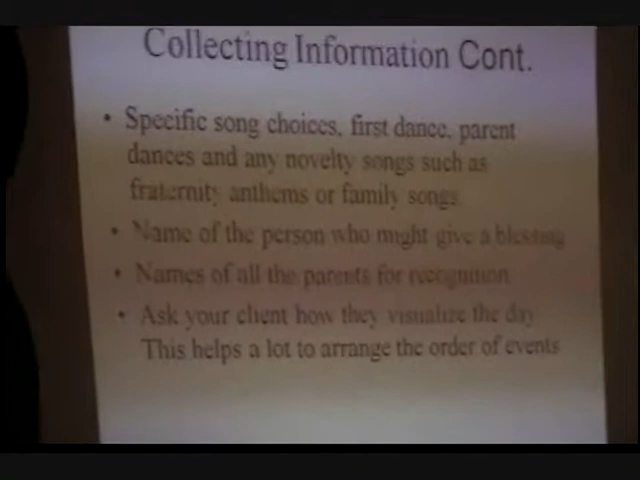 Collecting Information Cont.
• Specific song choices, first dance, parent
dances and any novelty songs such as
fraternity anthems or family songs
• Name of the person who might give a blessing
• Names of all the parents for recognition
• Ask your client how they visualize the day
This helps a lot to arrange the order of events